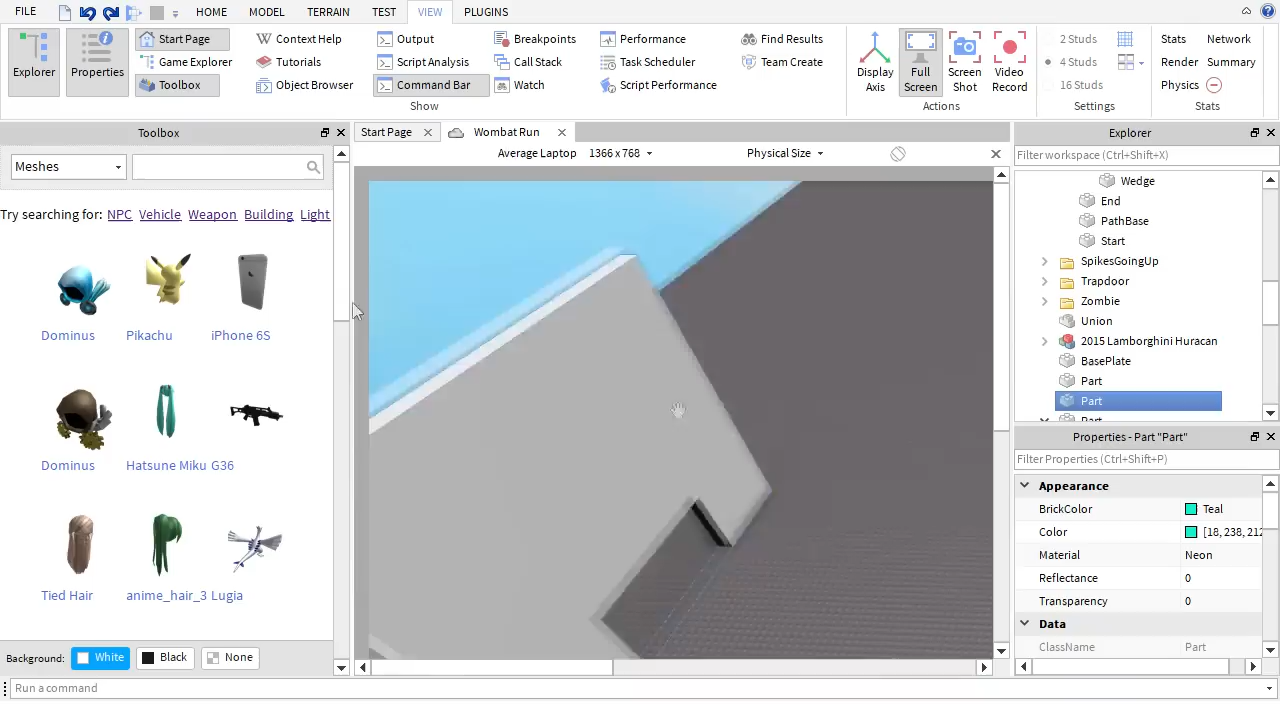 FILE HOME MODEL TERRAIN TEST VIEW PLUGINS
Explorer
Properties
Start Page
Game Explorer
Toolbox
Context Help
Tutorials
Object Browser
Output
Script Analysis
Command Bar
Breakpoints
Call Stack
Watch
Performance
Task Scheduler
Script Performance
Find Results
Team Create
Show
Display Axis
Full Screen
Screen Shot
Video Record
Actions
2 Studs
4 Studs
16 Studs
Settings
Stats Network
Render Summary
Physics
Stats
Toolbox
Meshes
Try searching for: NPC Vehicle Weapon Building Light
Dominus Pikachu iPhone 6S
Dominus Hatsune Miku G36
Tied Hair anime_hair_3 Lugia
Background: White Black None
Start Page Wombat Run
Average Laptop 1366 x 768 Physical Size
Explorer
Filter workspace (Ctrl+Shift+X)
Wedge
End
PathBase
Start
SpikesGoingUp
Trapdoor
Zombie
Union
2015 Lamborghini Huracan
BasePlate
Part
Part
Part
Properties - Part "Part"
Filter Properties (Ctrl+Shift+P)
Appearance
BrickColor Teal
Color [18, 238, 212
Material Neon
Reflectance 0
Transparency 0
Data
ClassName Part
Run a command